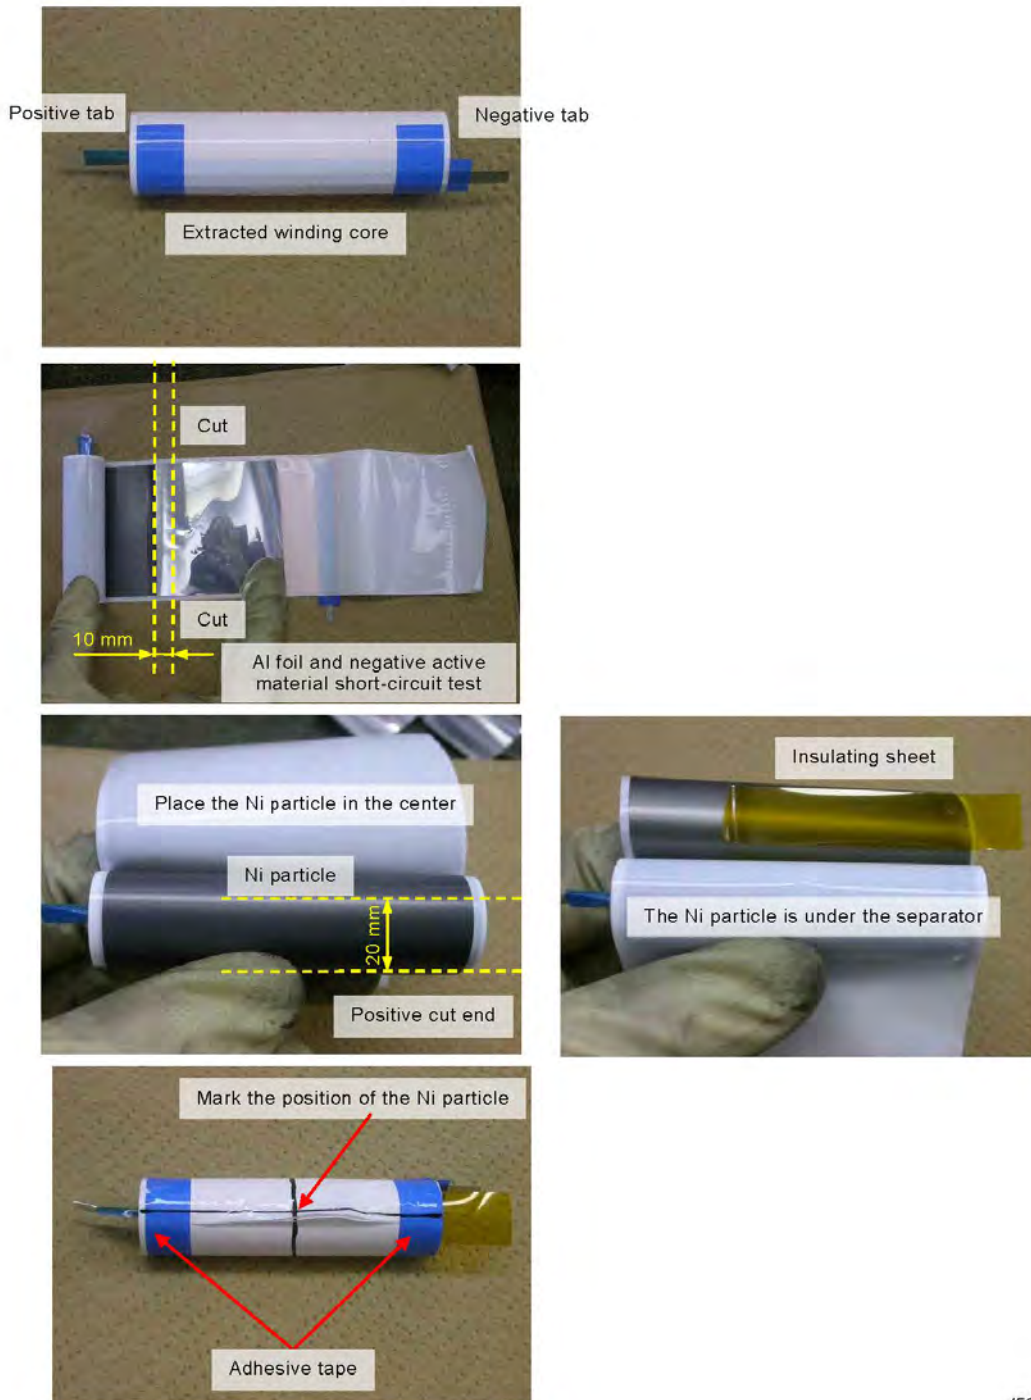 Positive tab
Negative tab
Extracted winding core
Cut
Cut
10 mm
Al foil and negative active
material short-circuit test
Place the Ni particle in the center
Ni particle
20 mm
Positive cut end
Insulating sheet
The Ni particle is under the separator
Mark the position of the Ni particle
Adhesive tape